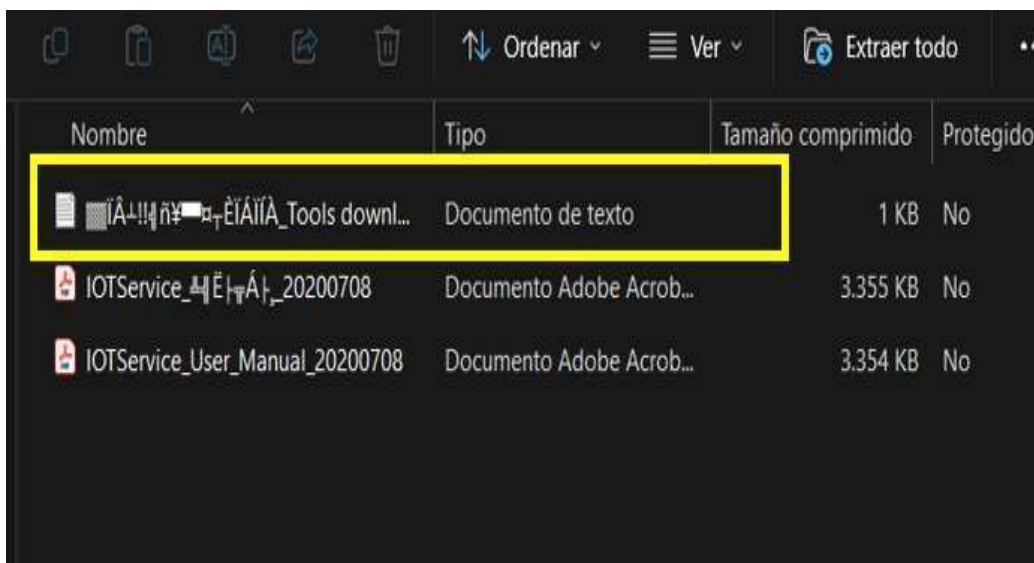 Ordenar Ver Extraer todo
Nombre Tipo Tamaño comprimido Protegido
_Tools downl... Documento de texto 1 KB No
IOTService_ _20200708 Documento Adobe Acrob... 3.355 KB No
IOTService_User_Manual_20200708 Documento Adobe Acrob... 3.354 KB No